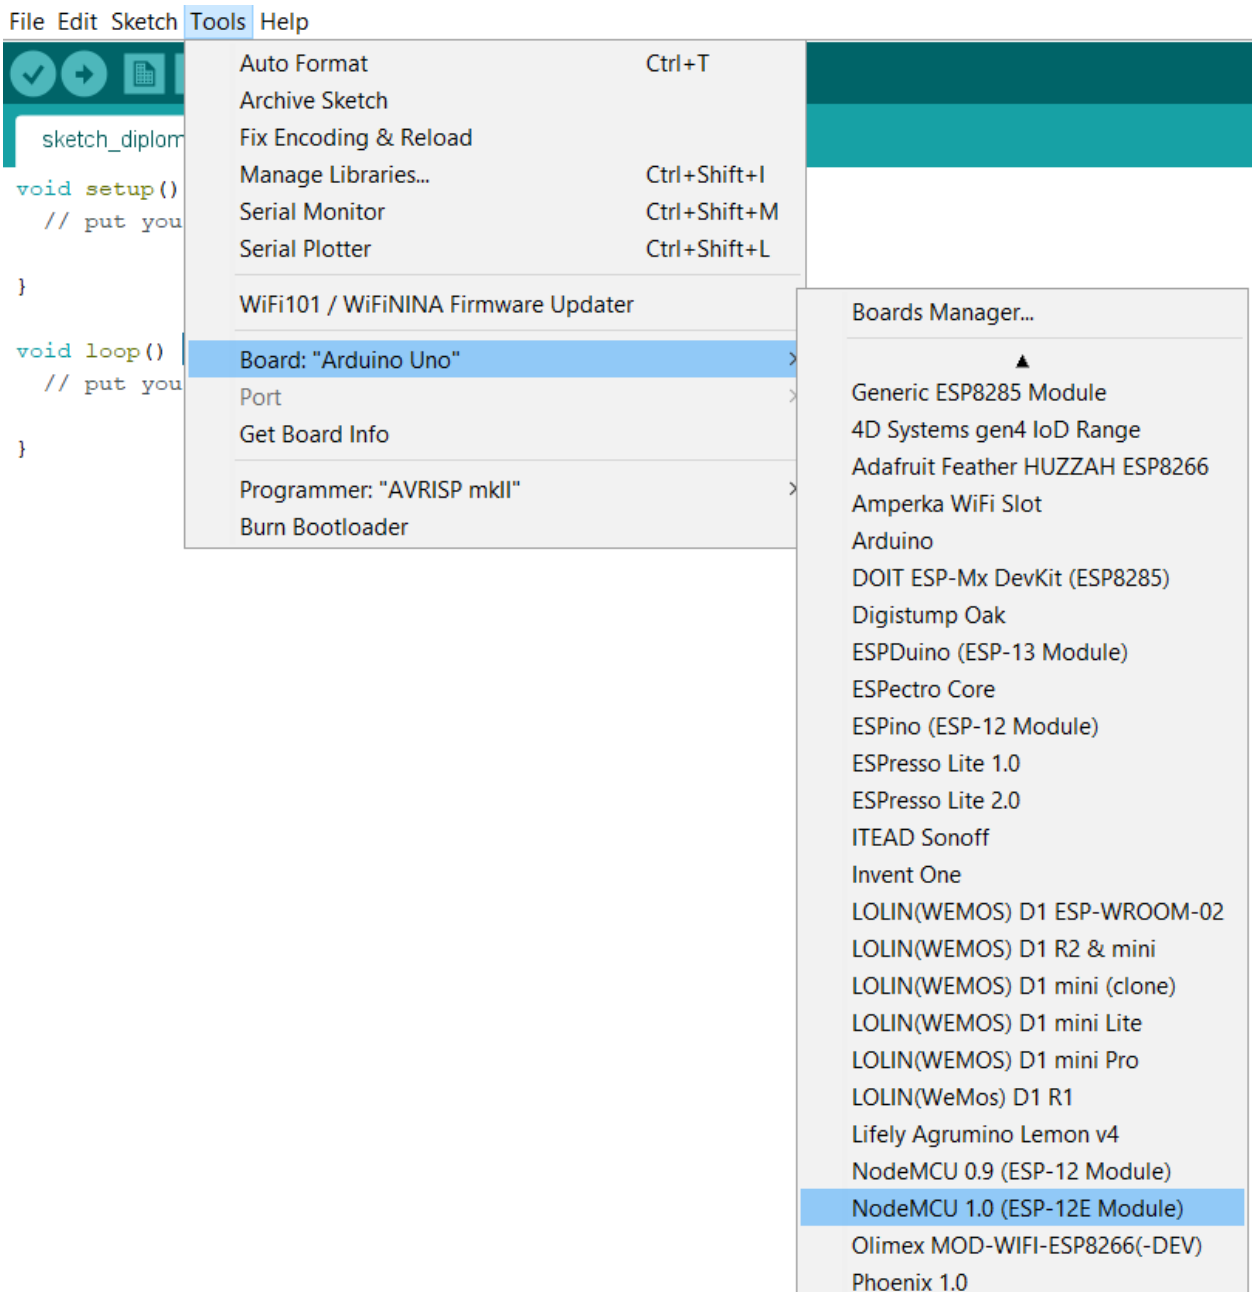 File Edit Sketch Tools Help
sketch_diplom
void setup()
// put you
}
void loop()
// put you
}
Auto Format Ctrl+T
Archive Sketch
Fix Encoding & Reload
Manage Libraries... Ctrl+Shift+I
Serial Monitor Ctrl+Shift+M
Serial Plotter Ctrl+Shift+L
WiFi101 / WiFiNINA Firmware Updater
Board: "Arduino Uno"
Port
Get Board Info
Programmer: "AVRISP mkII"
Burn Bootloader
Boards Manager...
Generic ESP8285 Module
4D Systems gen4 IoD Range
Adafruit Feather HUZZAH ESP8266
Amperka WiFi Slot
Arduino
DOIT ESP-Mx DevKit (ESP8285)
Digistump Oak
ESPDuino (ESP-13 Module)
ESPectro Core
ESPino (ESP-12 Module)
ESPresso Lite 1.0
ESPresso Lite 2.0
ITEAD Sonoff
Invent One
LOLIN(WEMOS) D1 ESP-WROOM-02
LOLIN(WEMOS) D1 R2 & mini
LOLIN(WEMOS) D1 mini (clone)
LOLIN(WEMOS) D1 mini Lite
LOLIN(WEMOS) D1 mini Pro
LOLIN(WeMos) D1 R1
Lifely Agrumino Lemon v4
NodeMCU 0.9 (ESP-12 Module)
NodeMCU 1.0 (ESP-12E Module)
Olimex MOD-WIFI-ESP8266(-DEV)
Phoenix 1.0